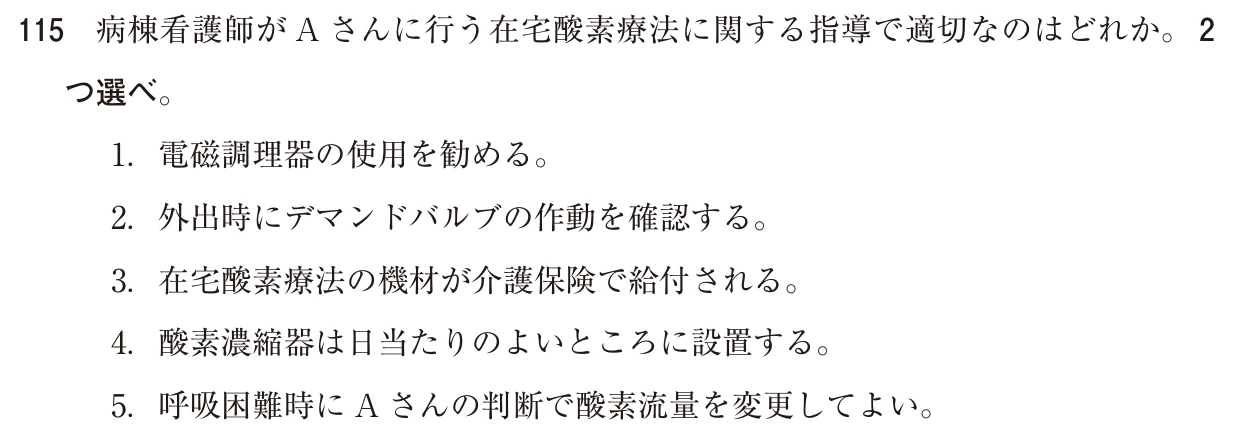 115 病棟看護師が A さんに行う在宅酸素療法に関する指導で適切なのはどれか。2
つ選べ。
1. 電磁調理器の使用を勧める。
2. 外出時にデマンドバルブの作動を確認する。
3. 在宅酸素療法の機材が介護保険で給付される。
4. 酸素濃縮器は日当たりのよいところに設置する。
5. 呼吸困難時に A さんの判断で酸素流量を変更してよい。